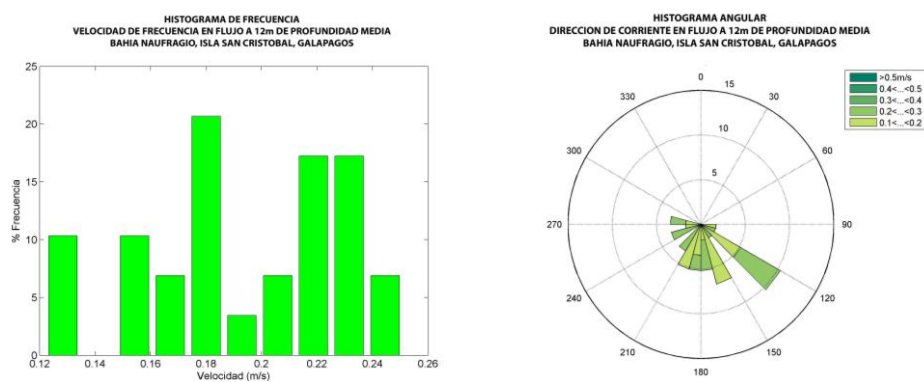 HISTOGRAMA DE FRECUENCIA
VELOCIDAD DE FRECUENCIA EN FLUJO A 12m DE PROFUNDIDAD MEDIA
BAHIA NAUFRAGIO, ISLA SAN CRISTOBAL, GALAPAGOS
25
20
15
10
5
0
% Frecuencia
0.12 0.14 0.16 0.18 0.2 0.22 0.24 0.26
Velocidad (m/s)
HISTOGRAMA ANGULAR
DIRECCION DE CORRIENTE EN FLUJO A 12m DE PROFUNDIDAD MEDIA
BAHIA NAUFRAGIO, ISLA SAN CRISTOBAL, GALAPAGOS
0
15
330
30
10
300
60
5
270
90
240
120
210
150
180
>0.5m/s
0.4<...<0.5
0.3<...<0.4
0.2<...<0.3
0.1<...<0.2